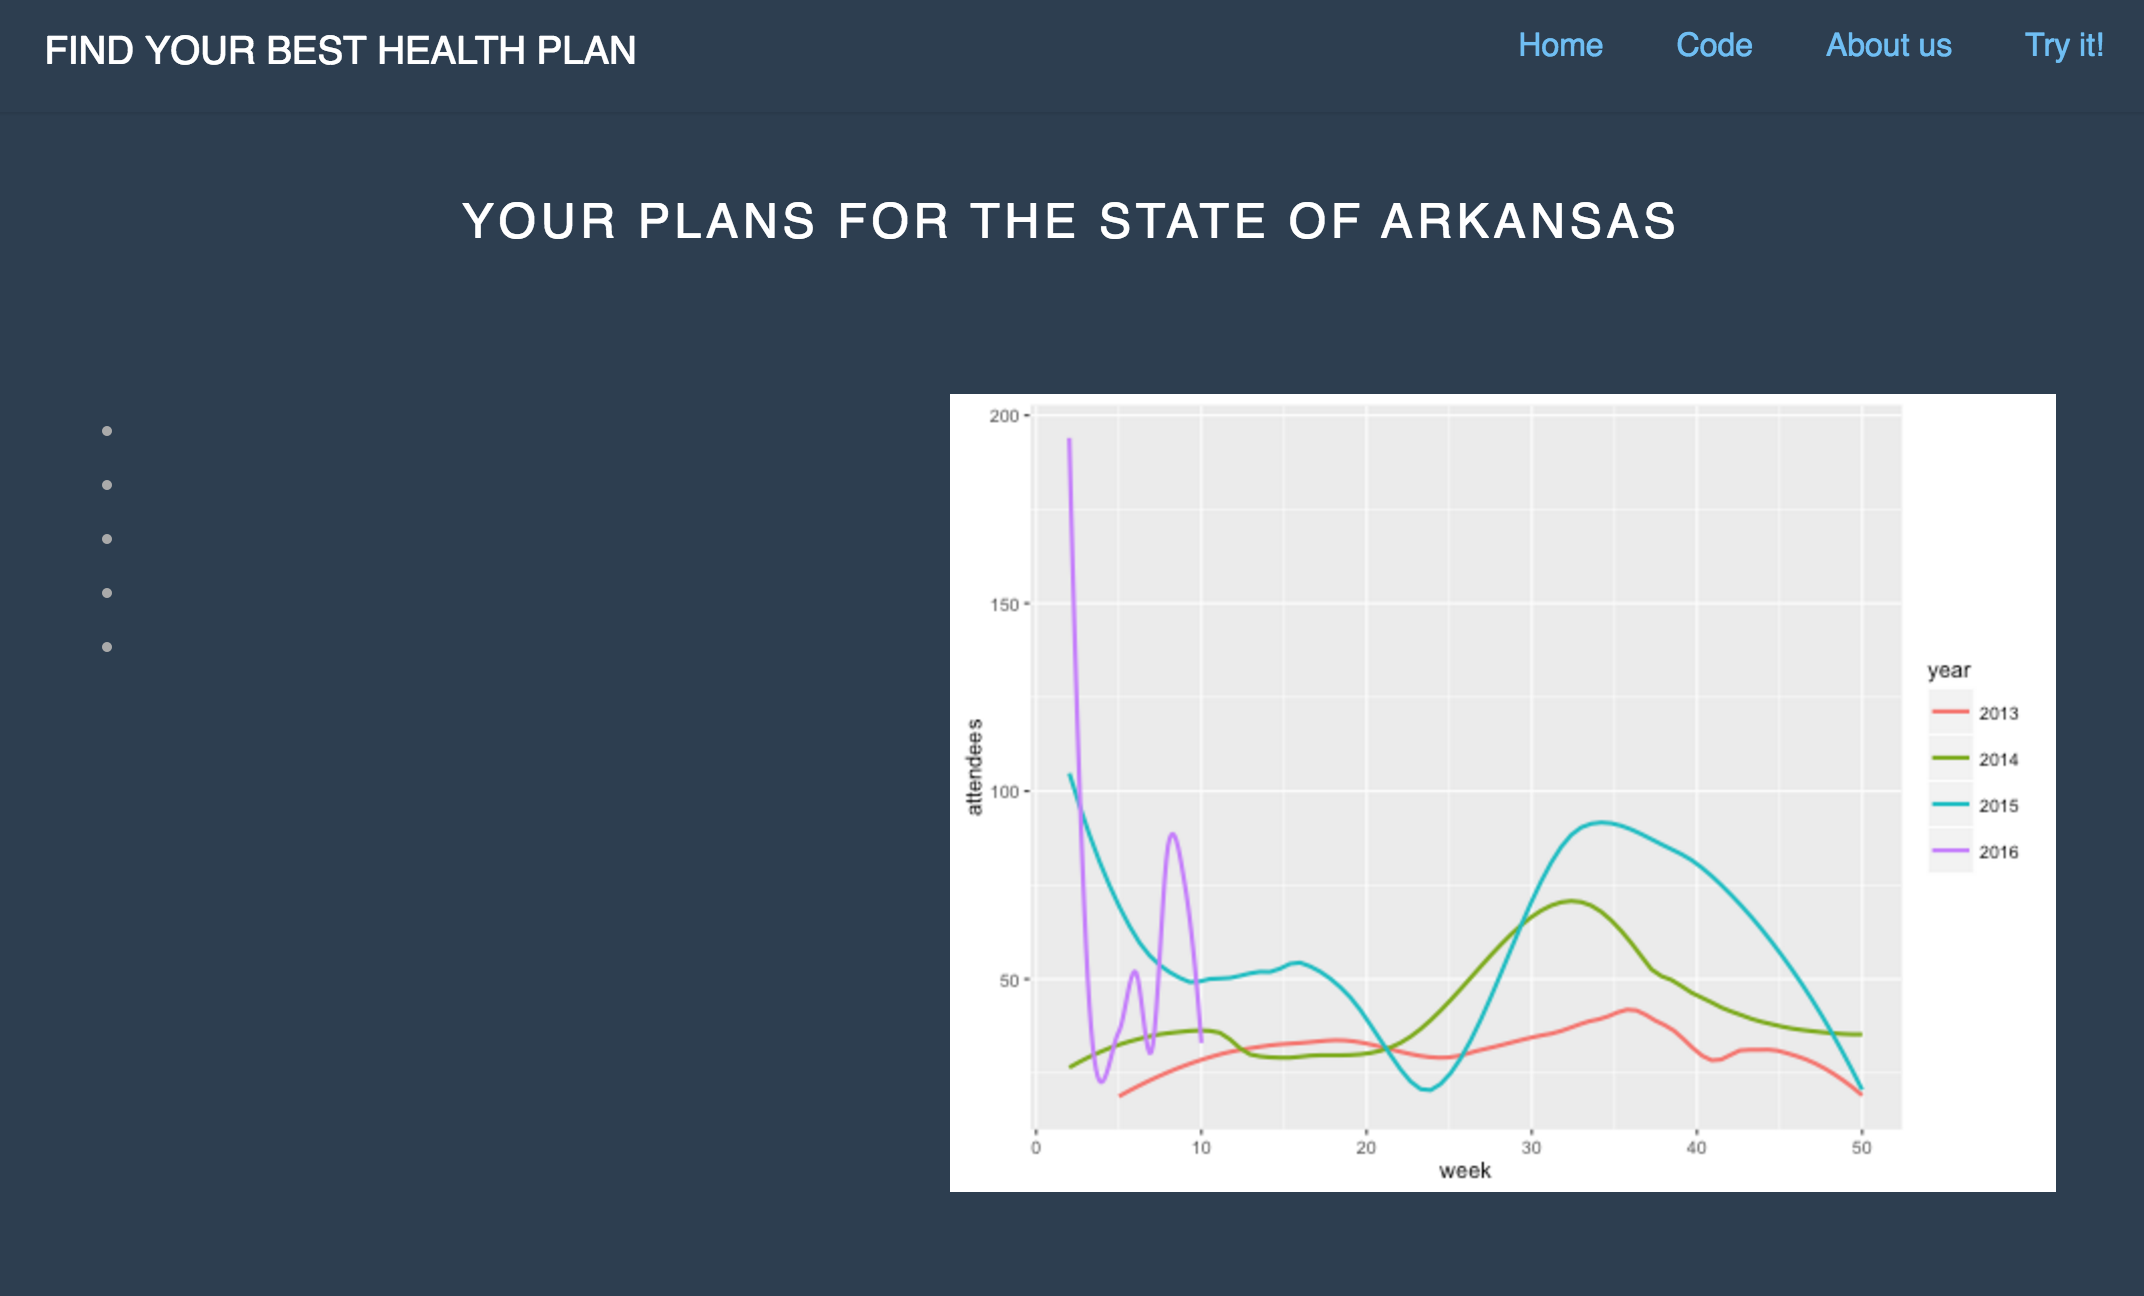 FIND YOUR BEST HEALTH PLAN
Home Code About us Try it!
YOUR PLANS FOR THE STATE OF ARKANSAS
200
150
100
50
attendees
0 10 20 30 40 50
week
year
2013
2014
2015
2016